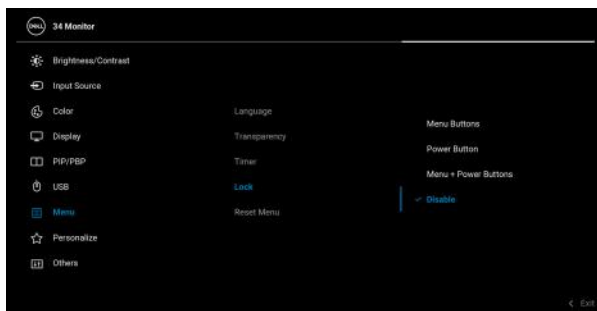 DELL 34 Monitor
Brightness/Contrast
Input Source
Color
Display
PIP/PBP
USB
Menu
Personalize
Others
Language
Transparency
Timer
Lock
Reset Menu
Menu Buttons
Power Button
Menu + Power Buttons
Disable
Exit